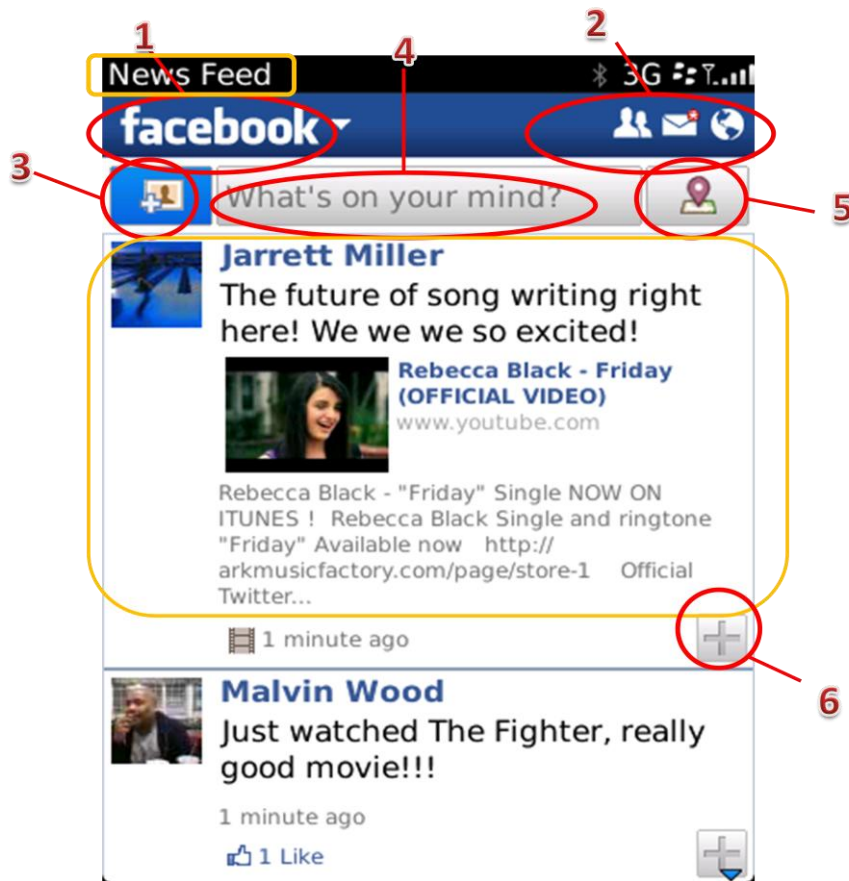 1
4
2
News Feed
3G
facebook
3
What's on your mind?
5
Jarrett Miller
The future of song writing right
here! We we we so excited!
Rebecca Black - Friday
(OFFICIAL VIDEO)
www.youtube.com
Rebecca Black - "Friday" Single NOW ON
ITUNES ! Rebecca Black Single and ringtone
"Friday" Available now http://
arkmusicfactory.com/page/store-1 Official
Twitter...
1 minute ago
6
Malvin Wood
Just watched The Fighter, really
good movie!!!
1 minute ago
1 Like